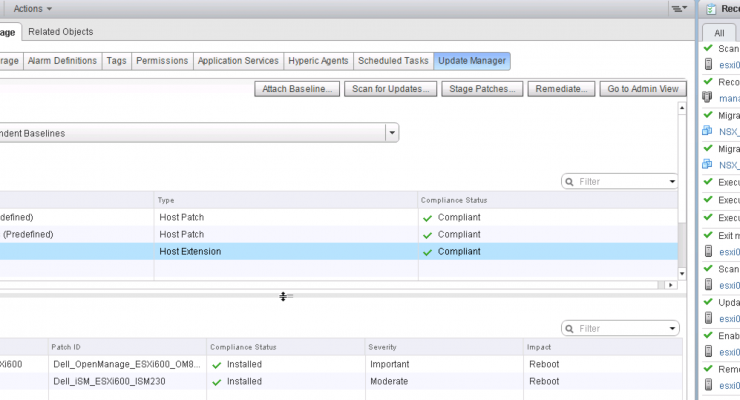 Actions
Reco
age Related Objects
All
rage Alarm Definitions Tags Permissions Application Services Hyperic Agents Scheduled Tasks Update Manager
Attach Baseline... Scan for Updates... Stage Patches... Remediate... Go to Admin View
ndent Baselines
Filter
Type Compliance Status
defined) Host Patch Compliant
(Predefined) Host Patch Compliant
Host Extension Compliant
Filter
Patch ID Compliance Status Severity Impact
Xi600 Dell_OpenManage_ESXi600_OM8... Installed Important Reboot
Dell_iSM_ESXi600_ISM230 Installed Moderate Reboot
Scan
esxi0
Reco
mana
Migra
NSX_
Migra
NSX_
Execu
Execu
Execu
Exit m
esxi0
Scan
esxi0
Upda
esxi0
Enab
esxi0
Remo
esxi0